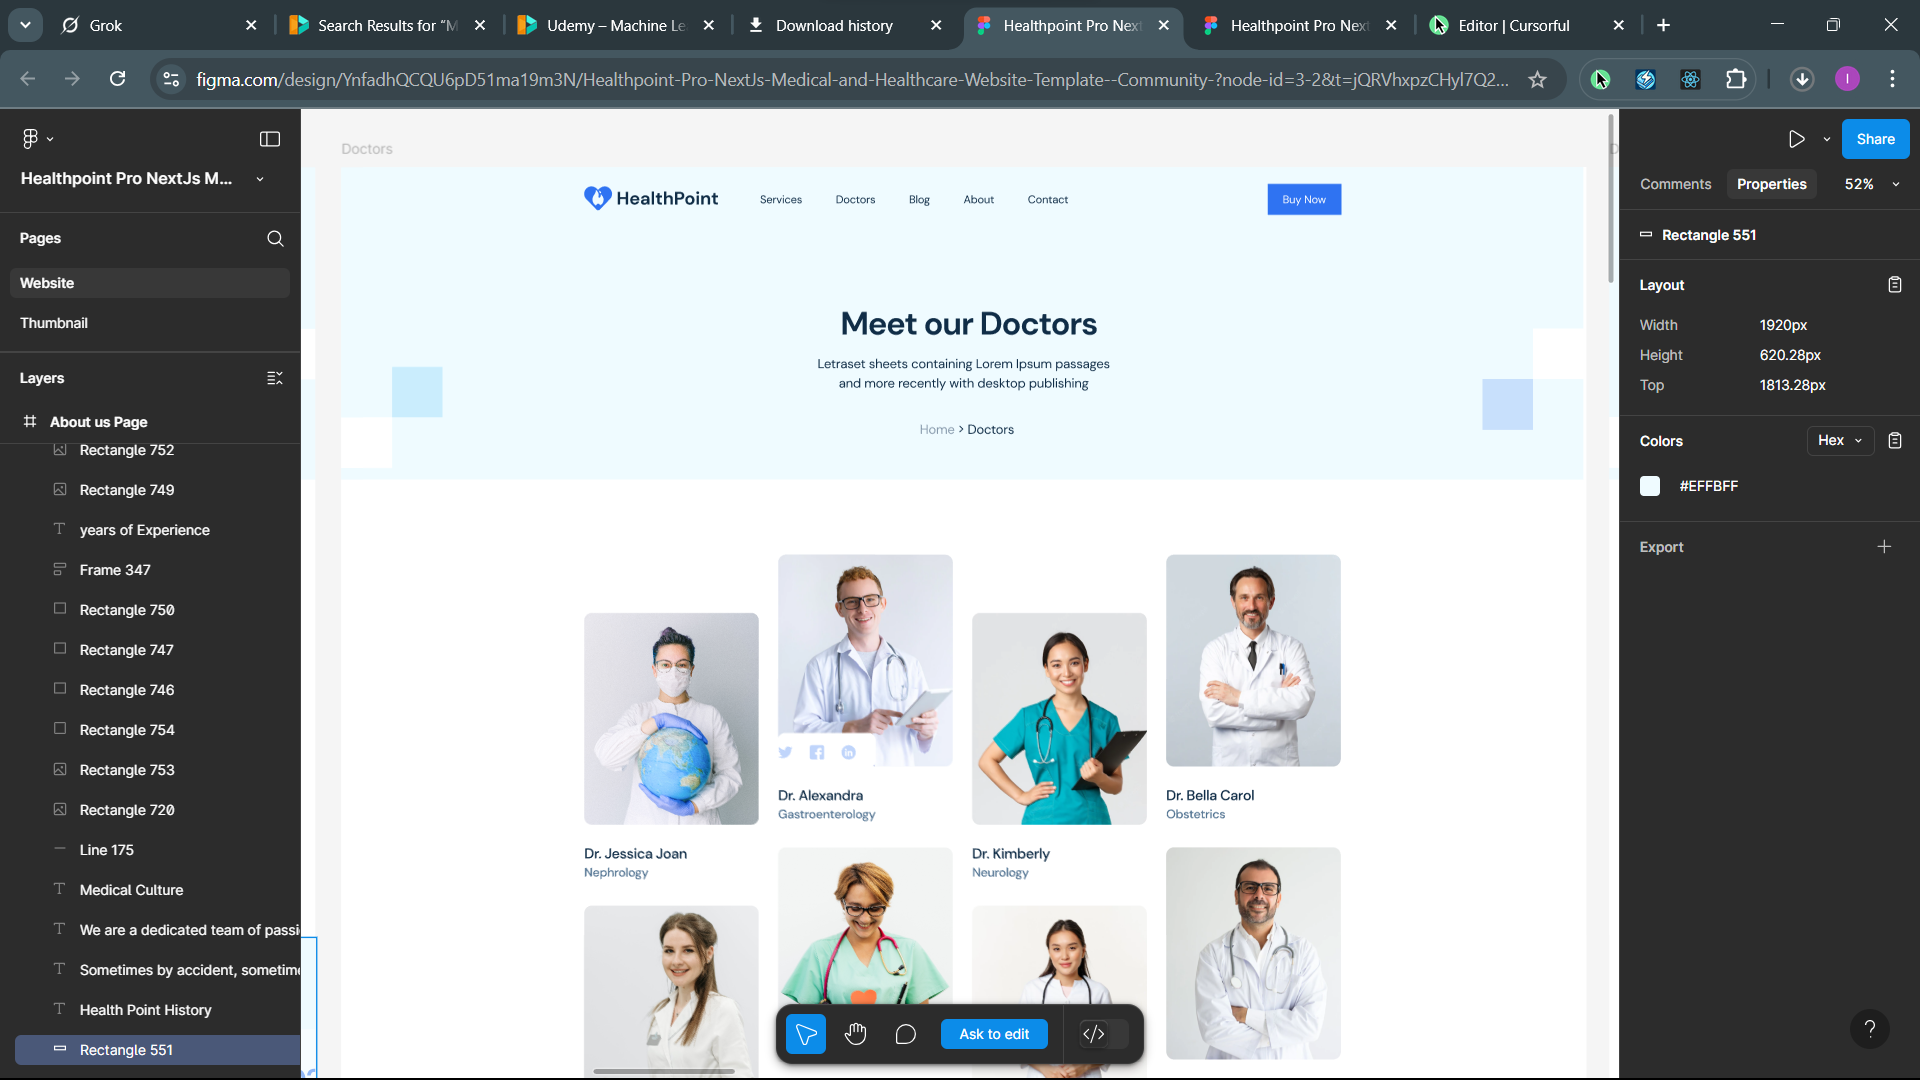 Grok
Search Results for “M
Udemy – Machine Le
Download history
Healthpoint Pro Next
Healthpoint Pro Next
Editor | Cursorful
figma.com/design/YnfadhQCQU6pD51ma19m3N/Healthpoint-Pro-NextJs-Medical-and-Healthcare-Website-Template--Community-?node-id=3-2&t=jQRVhxpzCHyl7Q2...
I
Healthpoint Pro NextJs M...
Pages
Website
Thumbnail
Layers
About us Page
Rectangle 752
Rectangle 749
years of Experience
Frame 347
Rectangle 750
Rectangle 747
Rectangle 746
Rectangle 754
Rectangle 753
Rectangle 720
Line 175
Medical Culture
We are a dedicated team of passi
Sometimes by accident, sometim
Health Point History
Rectangle 551
Doctors
HealthPoint
Services
Doctors
Blog
About
Contact
Buy Now
Meet our Doctors
Letraset sheets containing Lorem Ipsum passages
and more recently with desktop publishing
Home > Doctors
Dr. Alexandra
Gastroenterology
Dr. Bella Carol
Obstetrics
Dr. Jessica Joan
Nephrology
Dr. Kimberly
Neurology
Ask to edit
Share
Comments
Properties
52%
Rectangle 551
Layout
Width 1920px
Height 620.28px
Top 1813.28px
Colors
Hex
#EFFBFF
Export
?